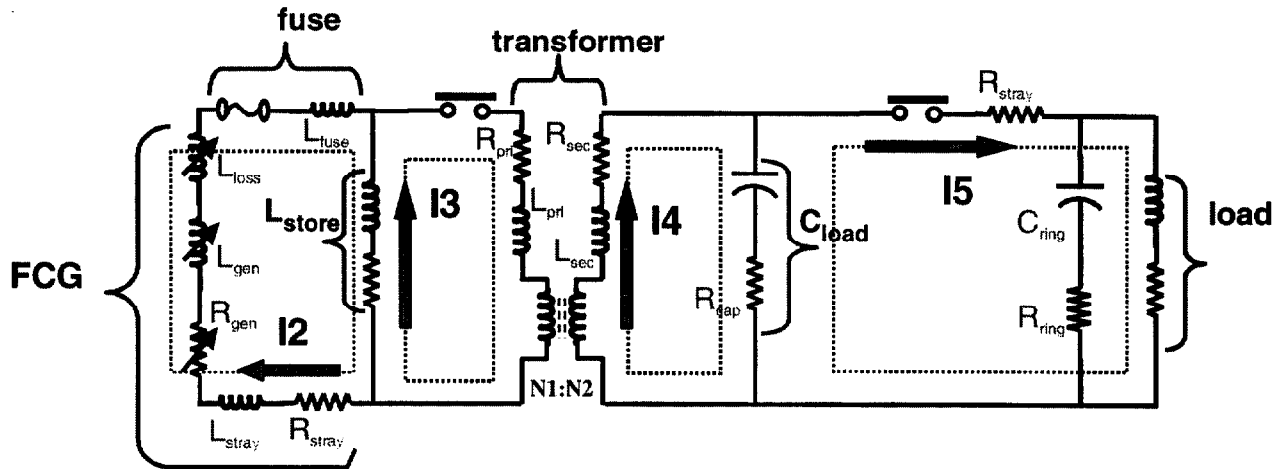 fuse
transformer
R_stray
L_fuse
R_pri
R_sec
L_loss
L_store
I3
L_pri
I4
C_load
I5
C_ring
load
L_gen
L_sec
FCG
R_gen
R_cap
R_ring
I2
N1:N2
L_stray
R_stray